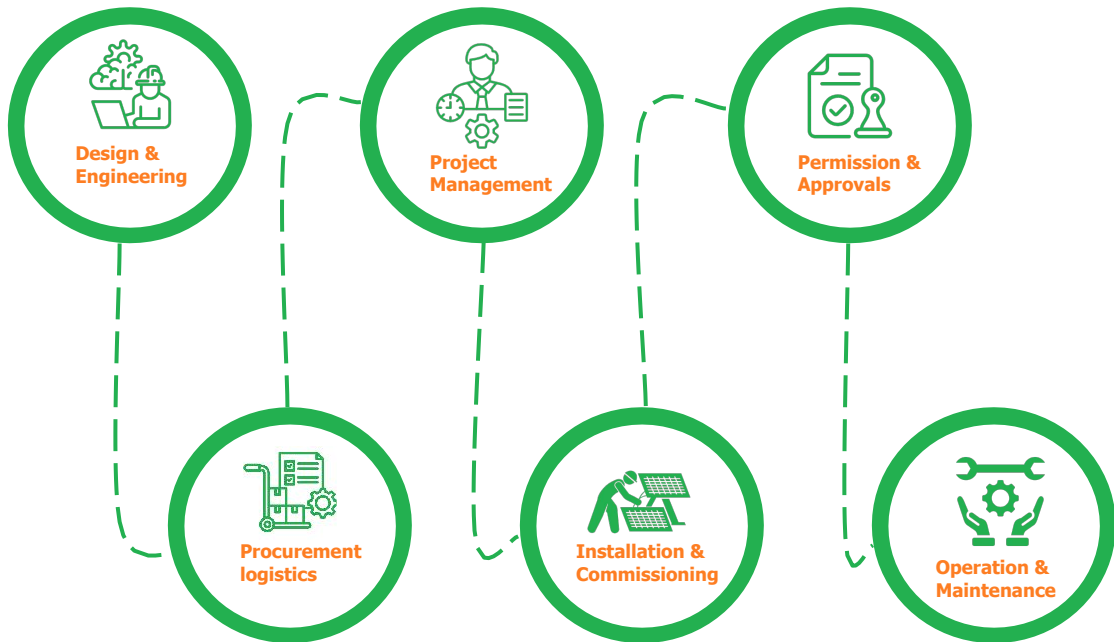 Design &
Engineering
Procurement
logistics
Project
Management
Installation &
Commissioning
Permission &
Approvals
Operation &
Maintenance